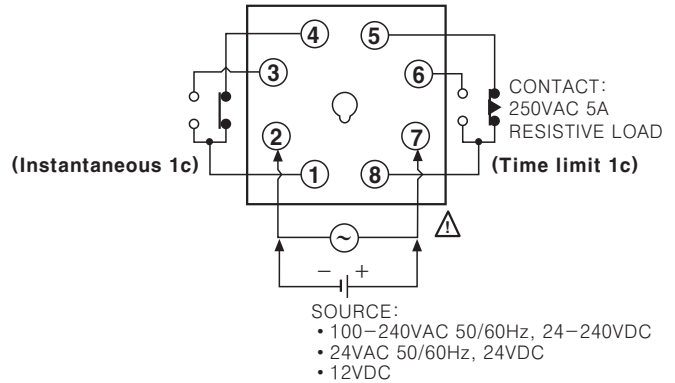 4
5
3
6
CONTACT:
250VAC 5A
RESISTIVE LOAD
2
7
(Instantaneous 1c)
(Time limit 1c)
1
8
~
!
− +
SOURCE:
• 100−240VAC 50/60Hz, 24−240VDC
• 24VAC 50/60Hz, 24VDC
• 12VDC